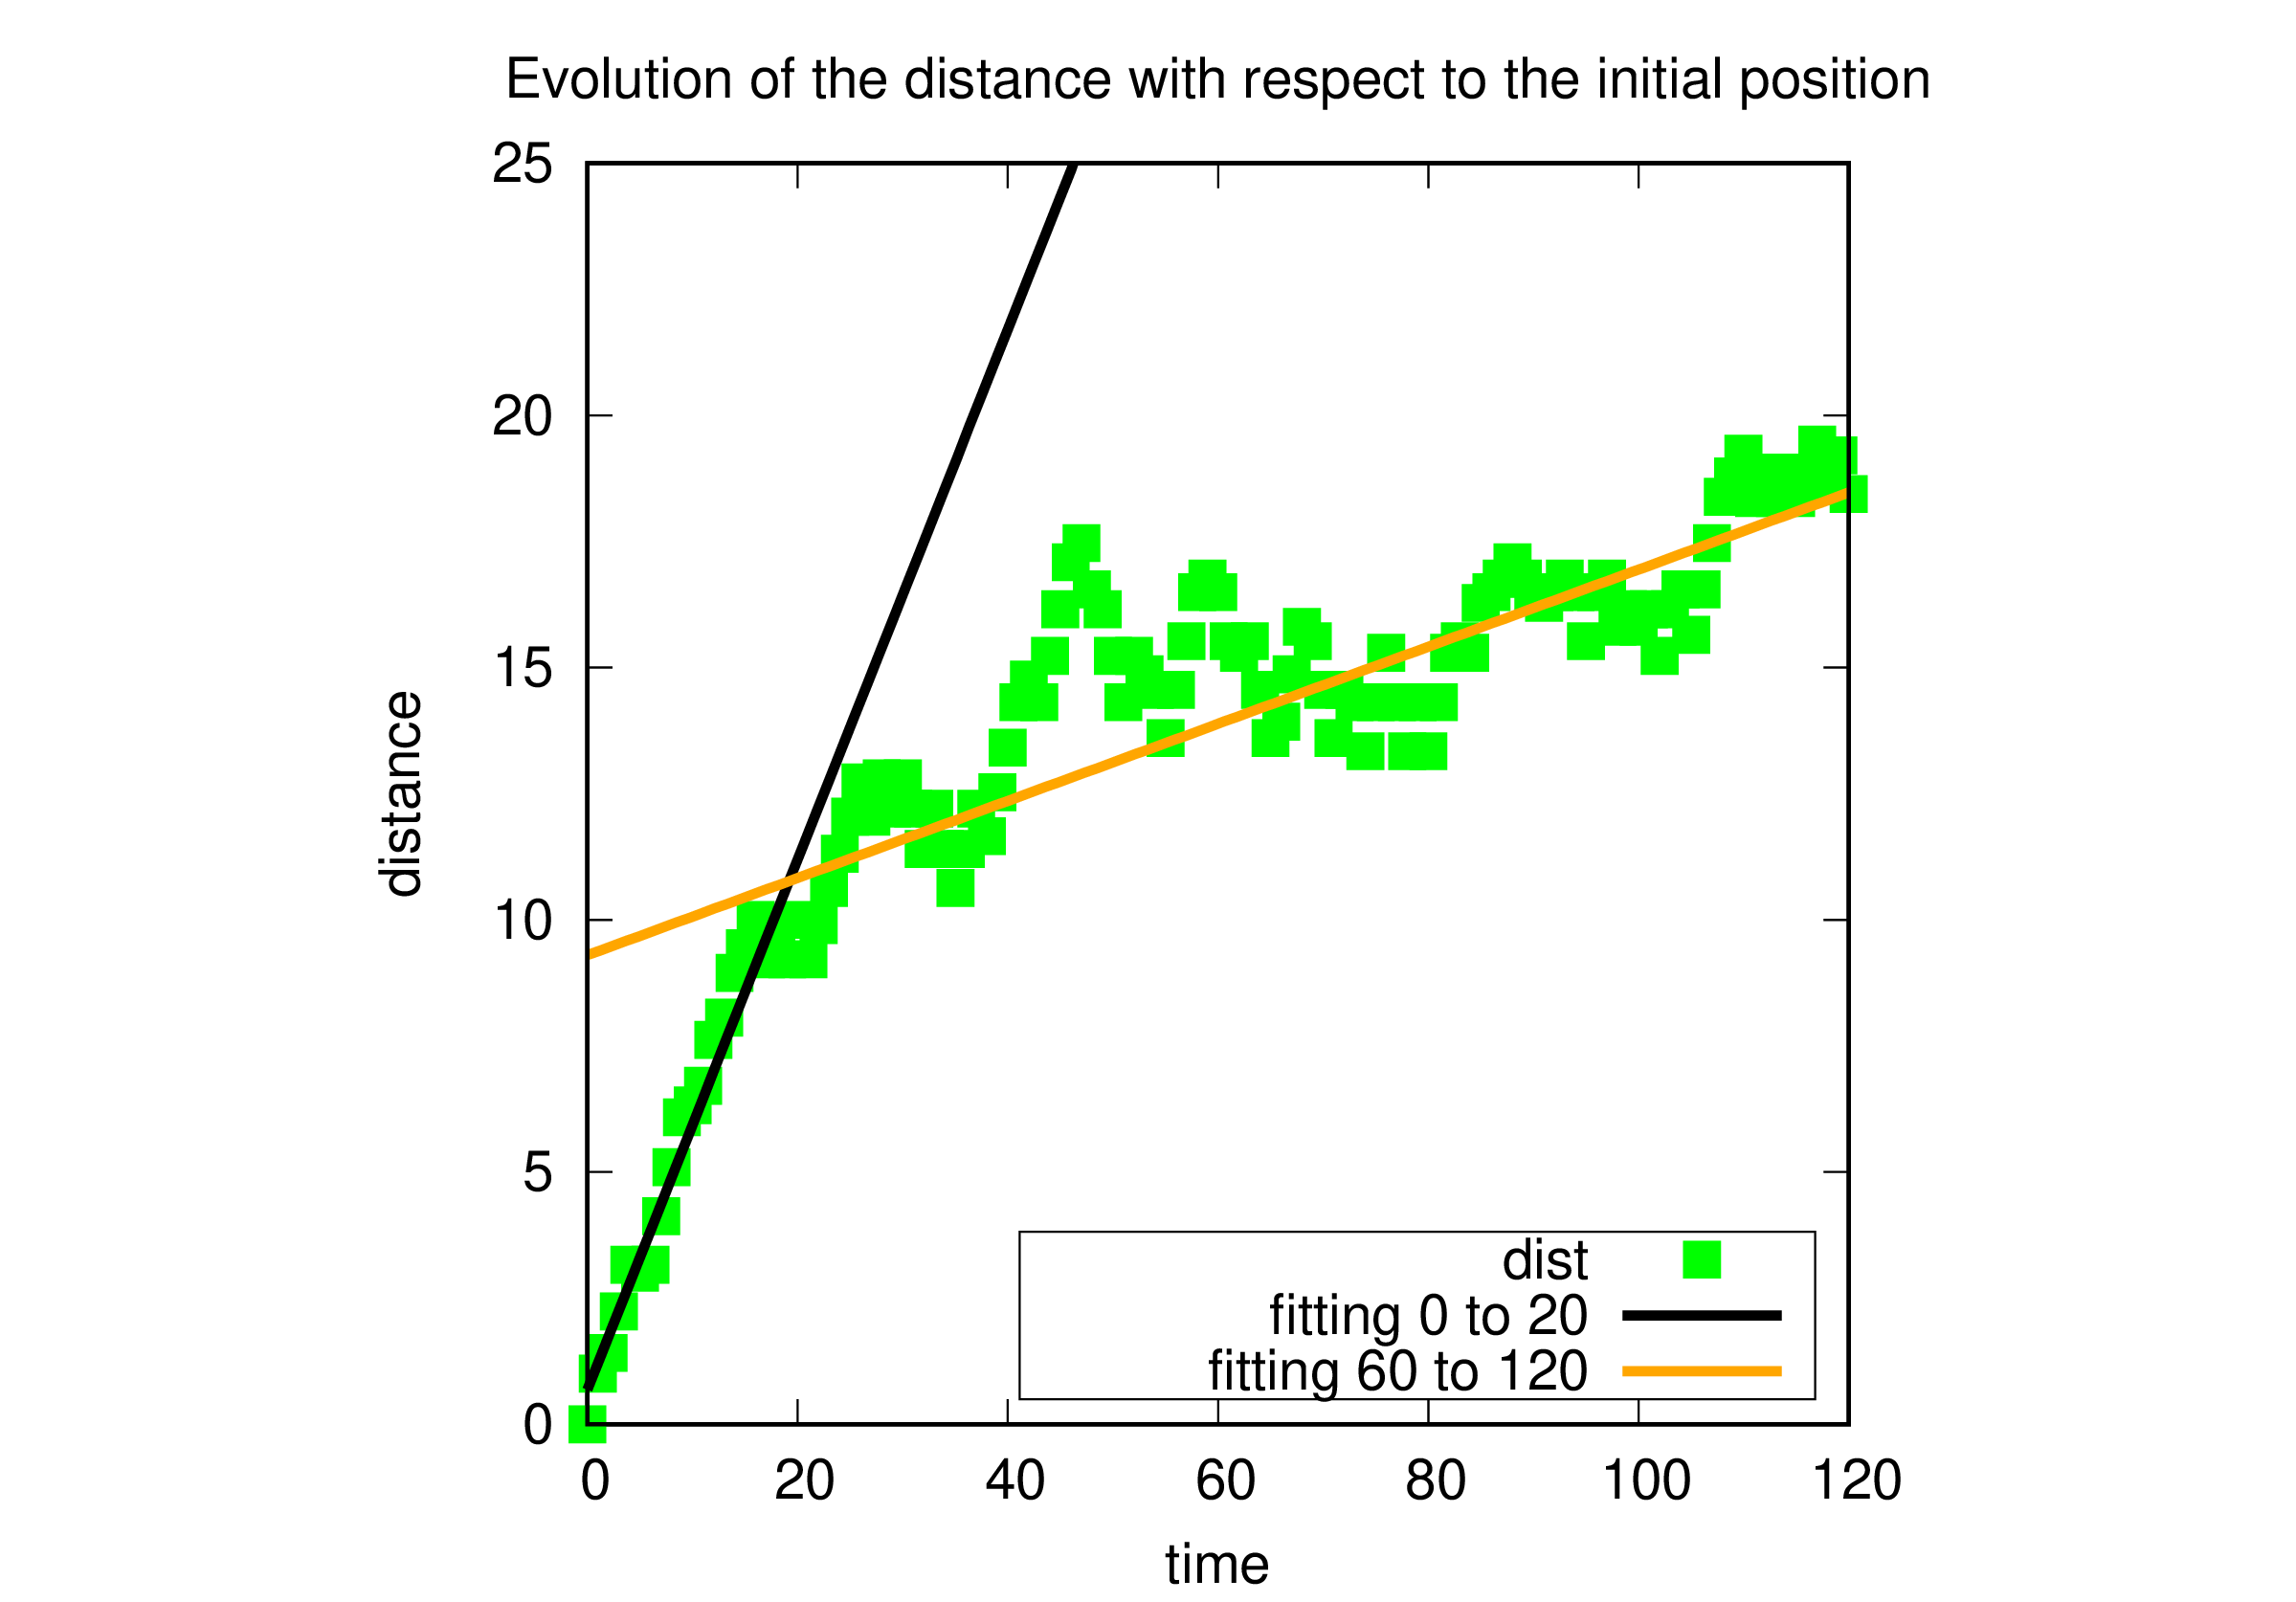 Evolution of the distance with respect to the initial position
25
20
15
10
5
0
distance
dist
fitting 0 to 20
fitting 60 to 120
0 20 40 60 80 100 120
time